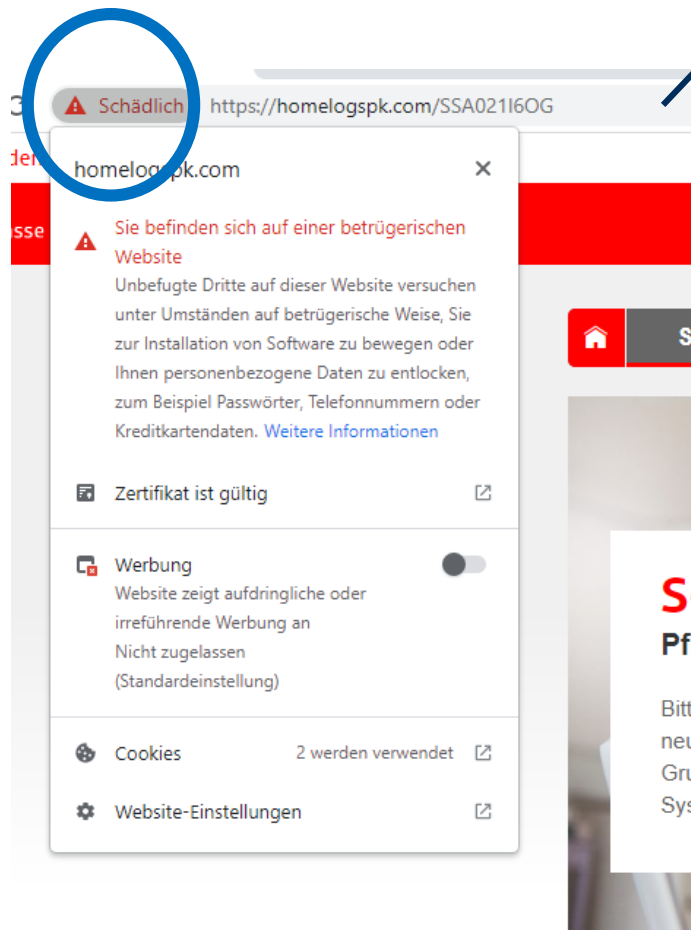 Schädlich https://homelogspk.com/SSA021I6OG
homelogspk.com
Sie befinden sich auf einer betrügerischen
Website
Unbefugte Dritte auf dieser Website versuchen
unter Umständen auf betrügerische Weise, Sie
zur Installation von Software zu bewegen oder
Ihnen personenbezogene Daten zu entlocken,
zum Beispiel Passwörter, Telefonnummern oder
Kreditkartendaten. Weitere Informationen
Zertifikat ist gültig
Werbung
Website zeigt aufdringliche oder
irreführende Werbung an
Nicht zugelassen
(Standardeinstellung)
Cookies 2 werden verwendet
Website-Einstellungen